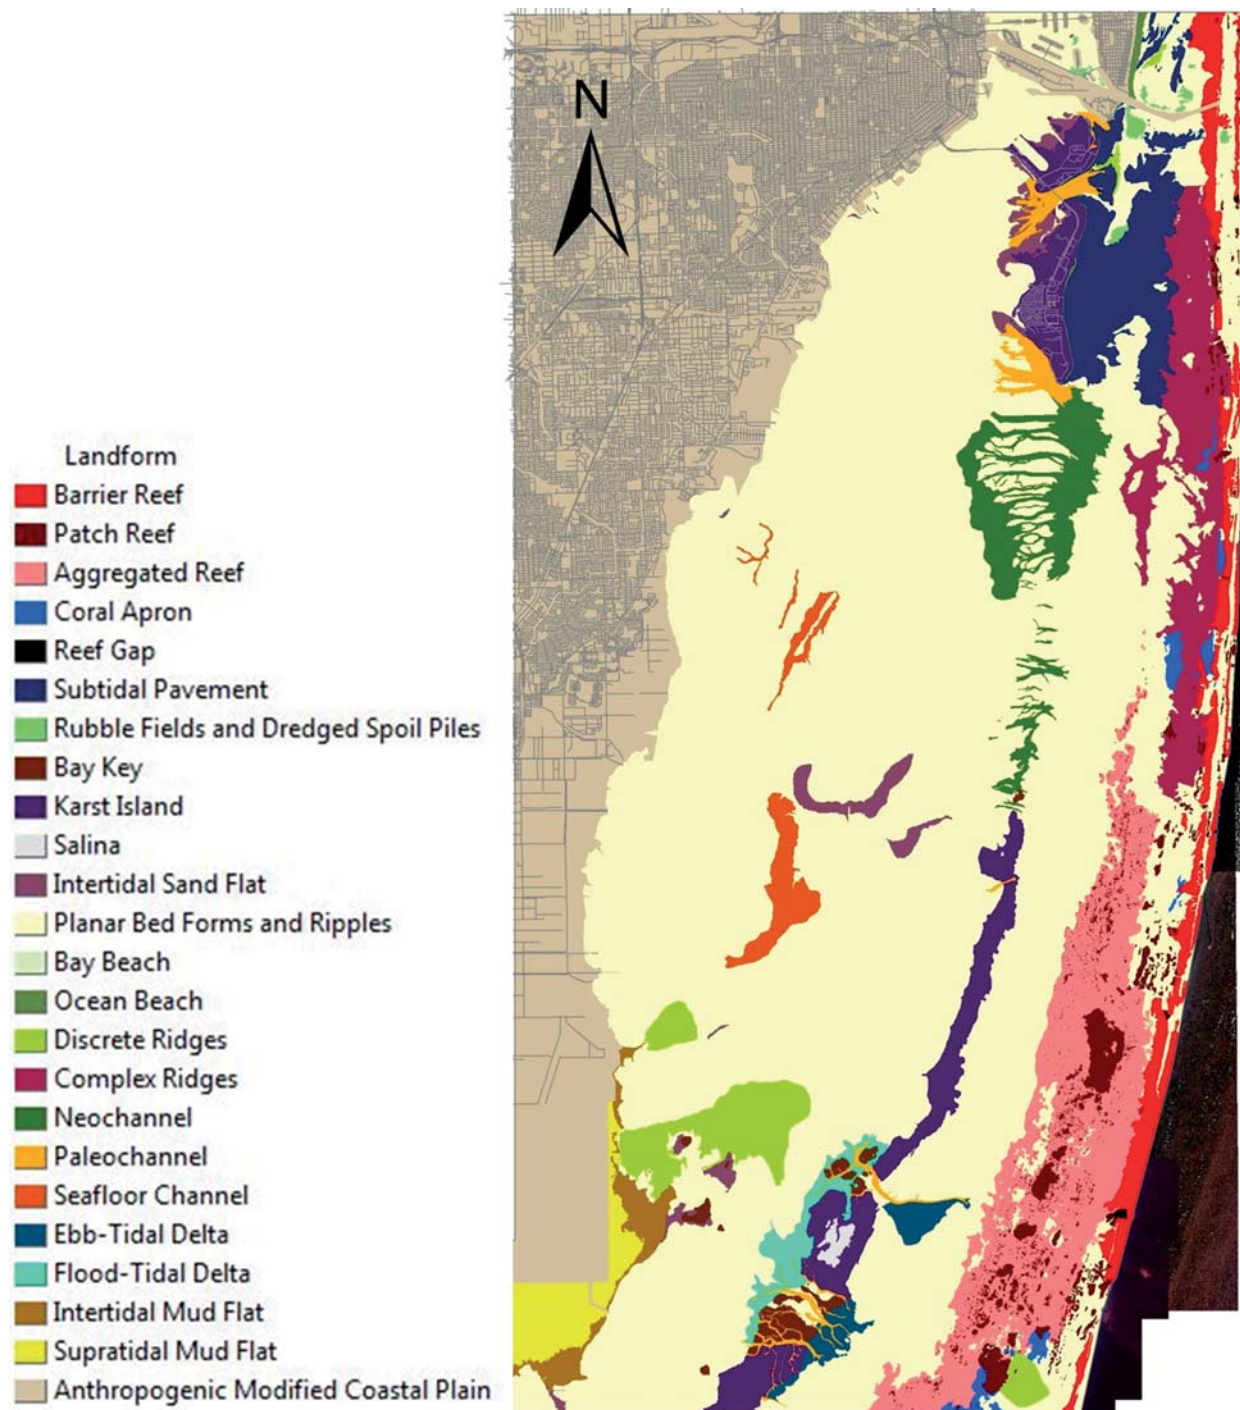 N
Landform
Barrier Reef
Patch Reef
Aggregated Reef
Coral Apron
Reef Gap
Subtidal Pavement
Rubble Fields and Dredged Spoil Piles
Bay Key
Karst Island
Salina
Intertidal Sand Flat
Planar Bed Forms and Ripples
Bay Beach
Ocean Beach
Discrete Ridges
Complex Ridges
Neochannel
Paleochannel
Seafloor Channel
Ebb-Tidal Delta
Flood-Tidal Delta
Intertidal Mud Flat
Supratidal Mud Flat
Anthropogenic Modified Coastal Plain